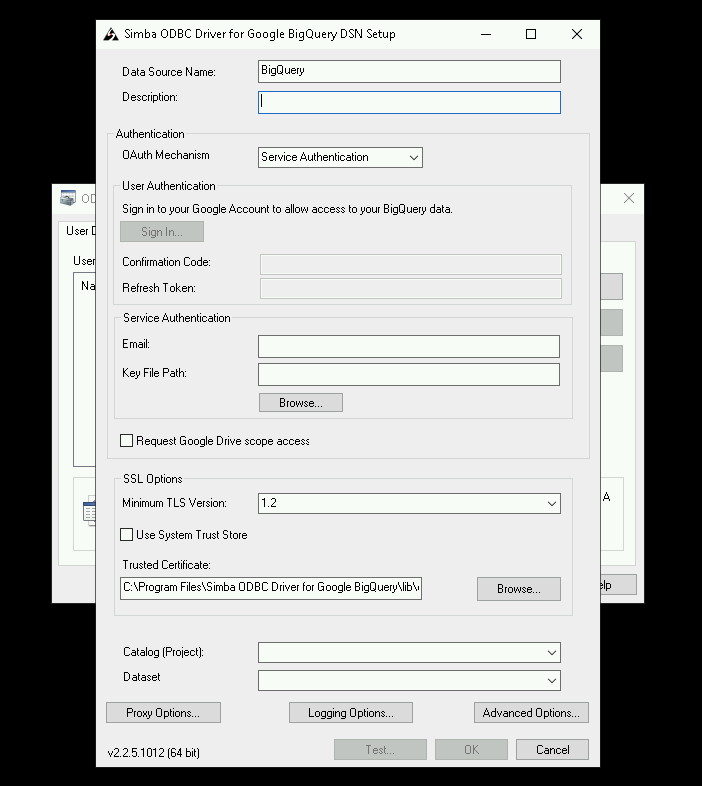 Simba ODBC Driver for Google BigQuery DSN Setup
Data Source Name: BigQuery
Description:
Authentication
OAuth Mechanism Service Authentication
User Authentication
Sign in to your Google Account to allow access to your BigQuery data.
Sign In...
Confirmation Code:
Refresh Token:
Service Authentication
Email:
Key File Path:
Browse...
Request Google Drive scope access
SSL Options
Minimum TLS Version: 1.2
Use System Trust Store
Trusted Certificate:
C:\Program Files\Simba ODBC Driver for Google BigQuery\lib\
Browse...
Catalog (Project):
Dataset
Proxy Options... Logging Options... Advanced Options...
v2.2.5.1012 (64 bit) Test... OK Cancel
User
A